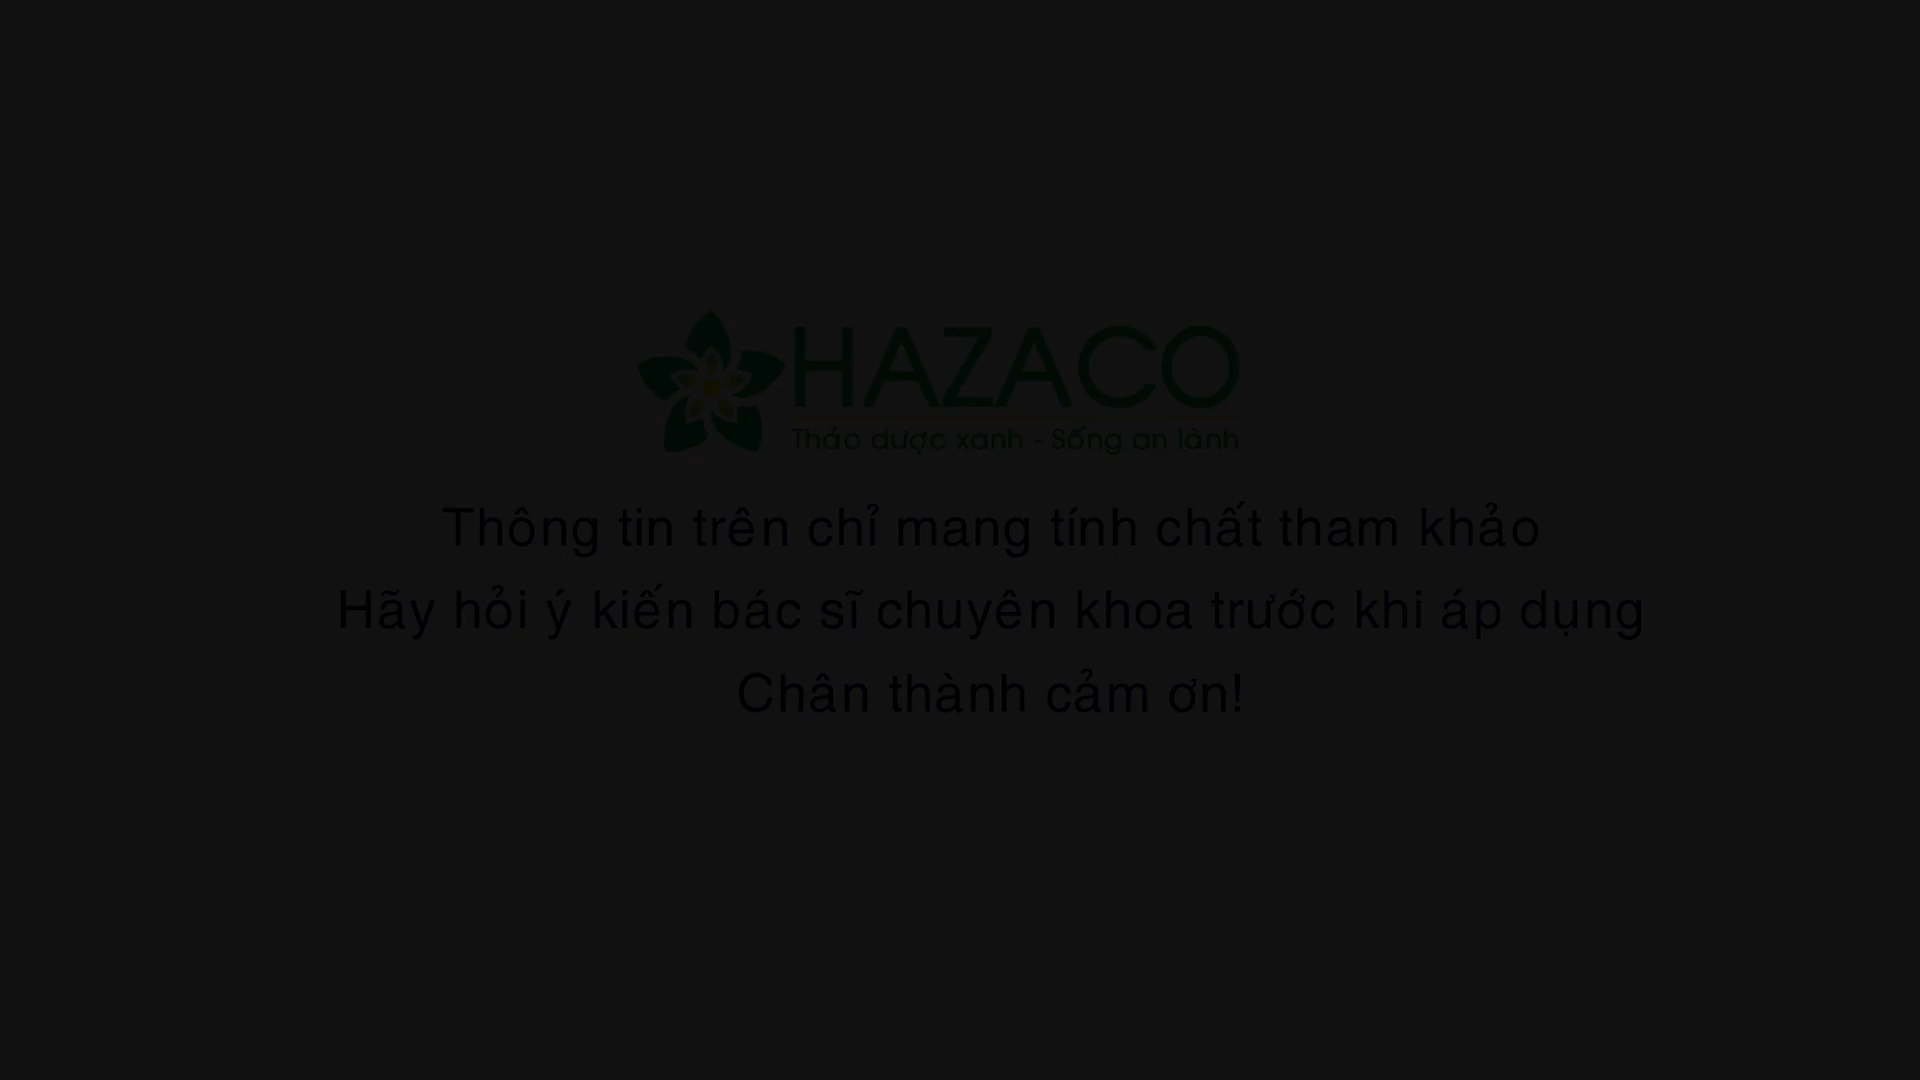 HAZACO
Thảo dược xanh - Sống an lành
Thông tin trên chỉ mang tính chất tham khảo
Hãy hỏi ý kiến bác sĩ chuyên khoa trước khi áp dụng
Chân thành cảm ơn!